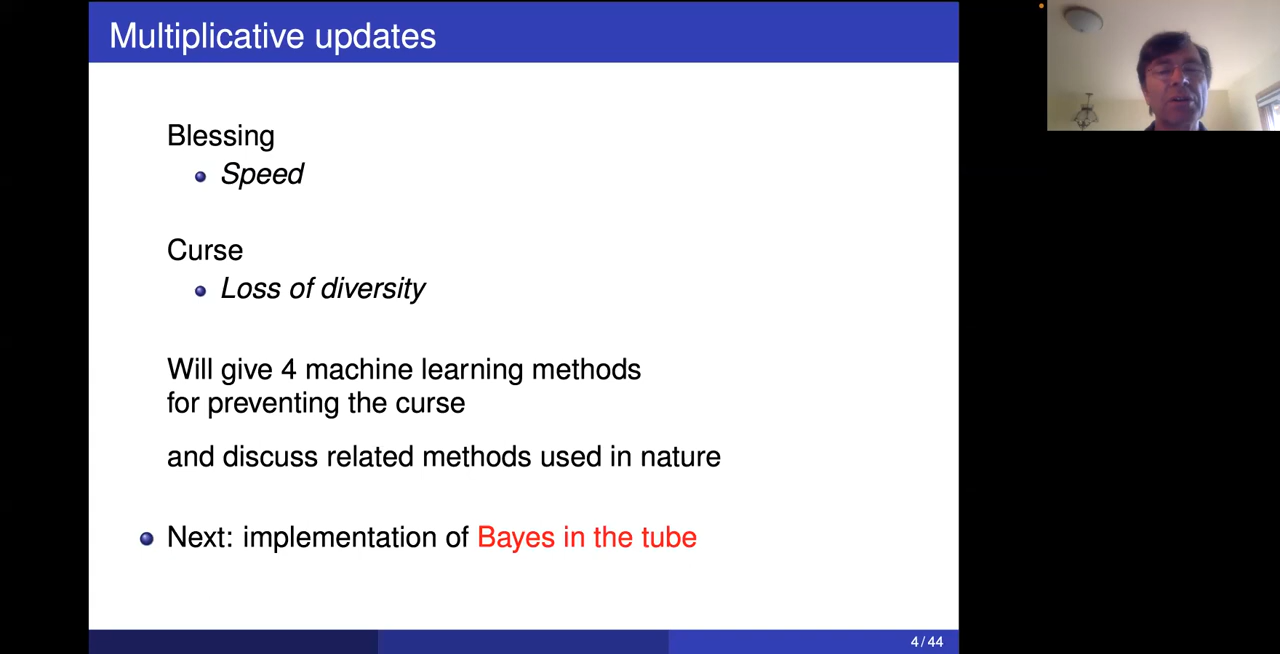 Multiplicative updates
Blessing
Speed
Curse
Loss of diversity
Will give 4 machine learning methods
for preventing the curse
and discuss related methods used in nature
Next: implementation of Bayes in the tube
4 / 44